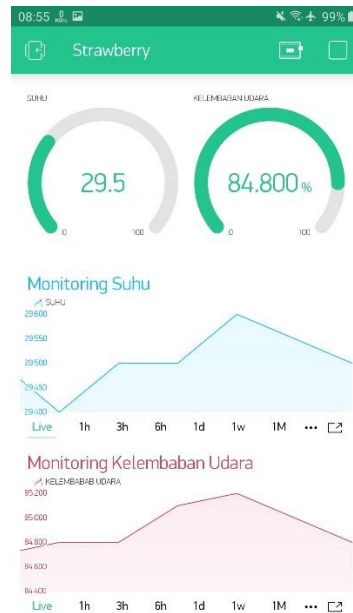 08:55 99%
Strawberry
SUHU KELEMBABAN UDARA
29.5 84.800 %
0 100 0 100
Monitoring Suhu
SUHU
29.600
29.550
29.500
29.450
29.400
Live 1h 3h 6h 1d 1w 1M •••
Monitoring Kelembaban Udara
KELEMBABAB UDARA
85.200
85.000
84.800
84.600
84.400
Live 1h 3h 6h 1d 1w 1M •••